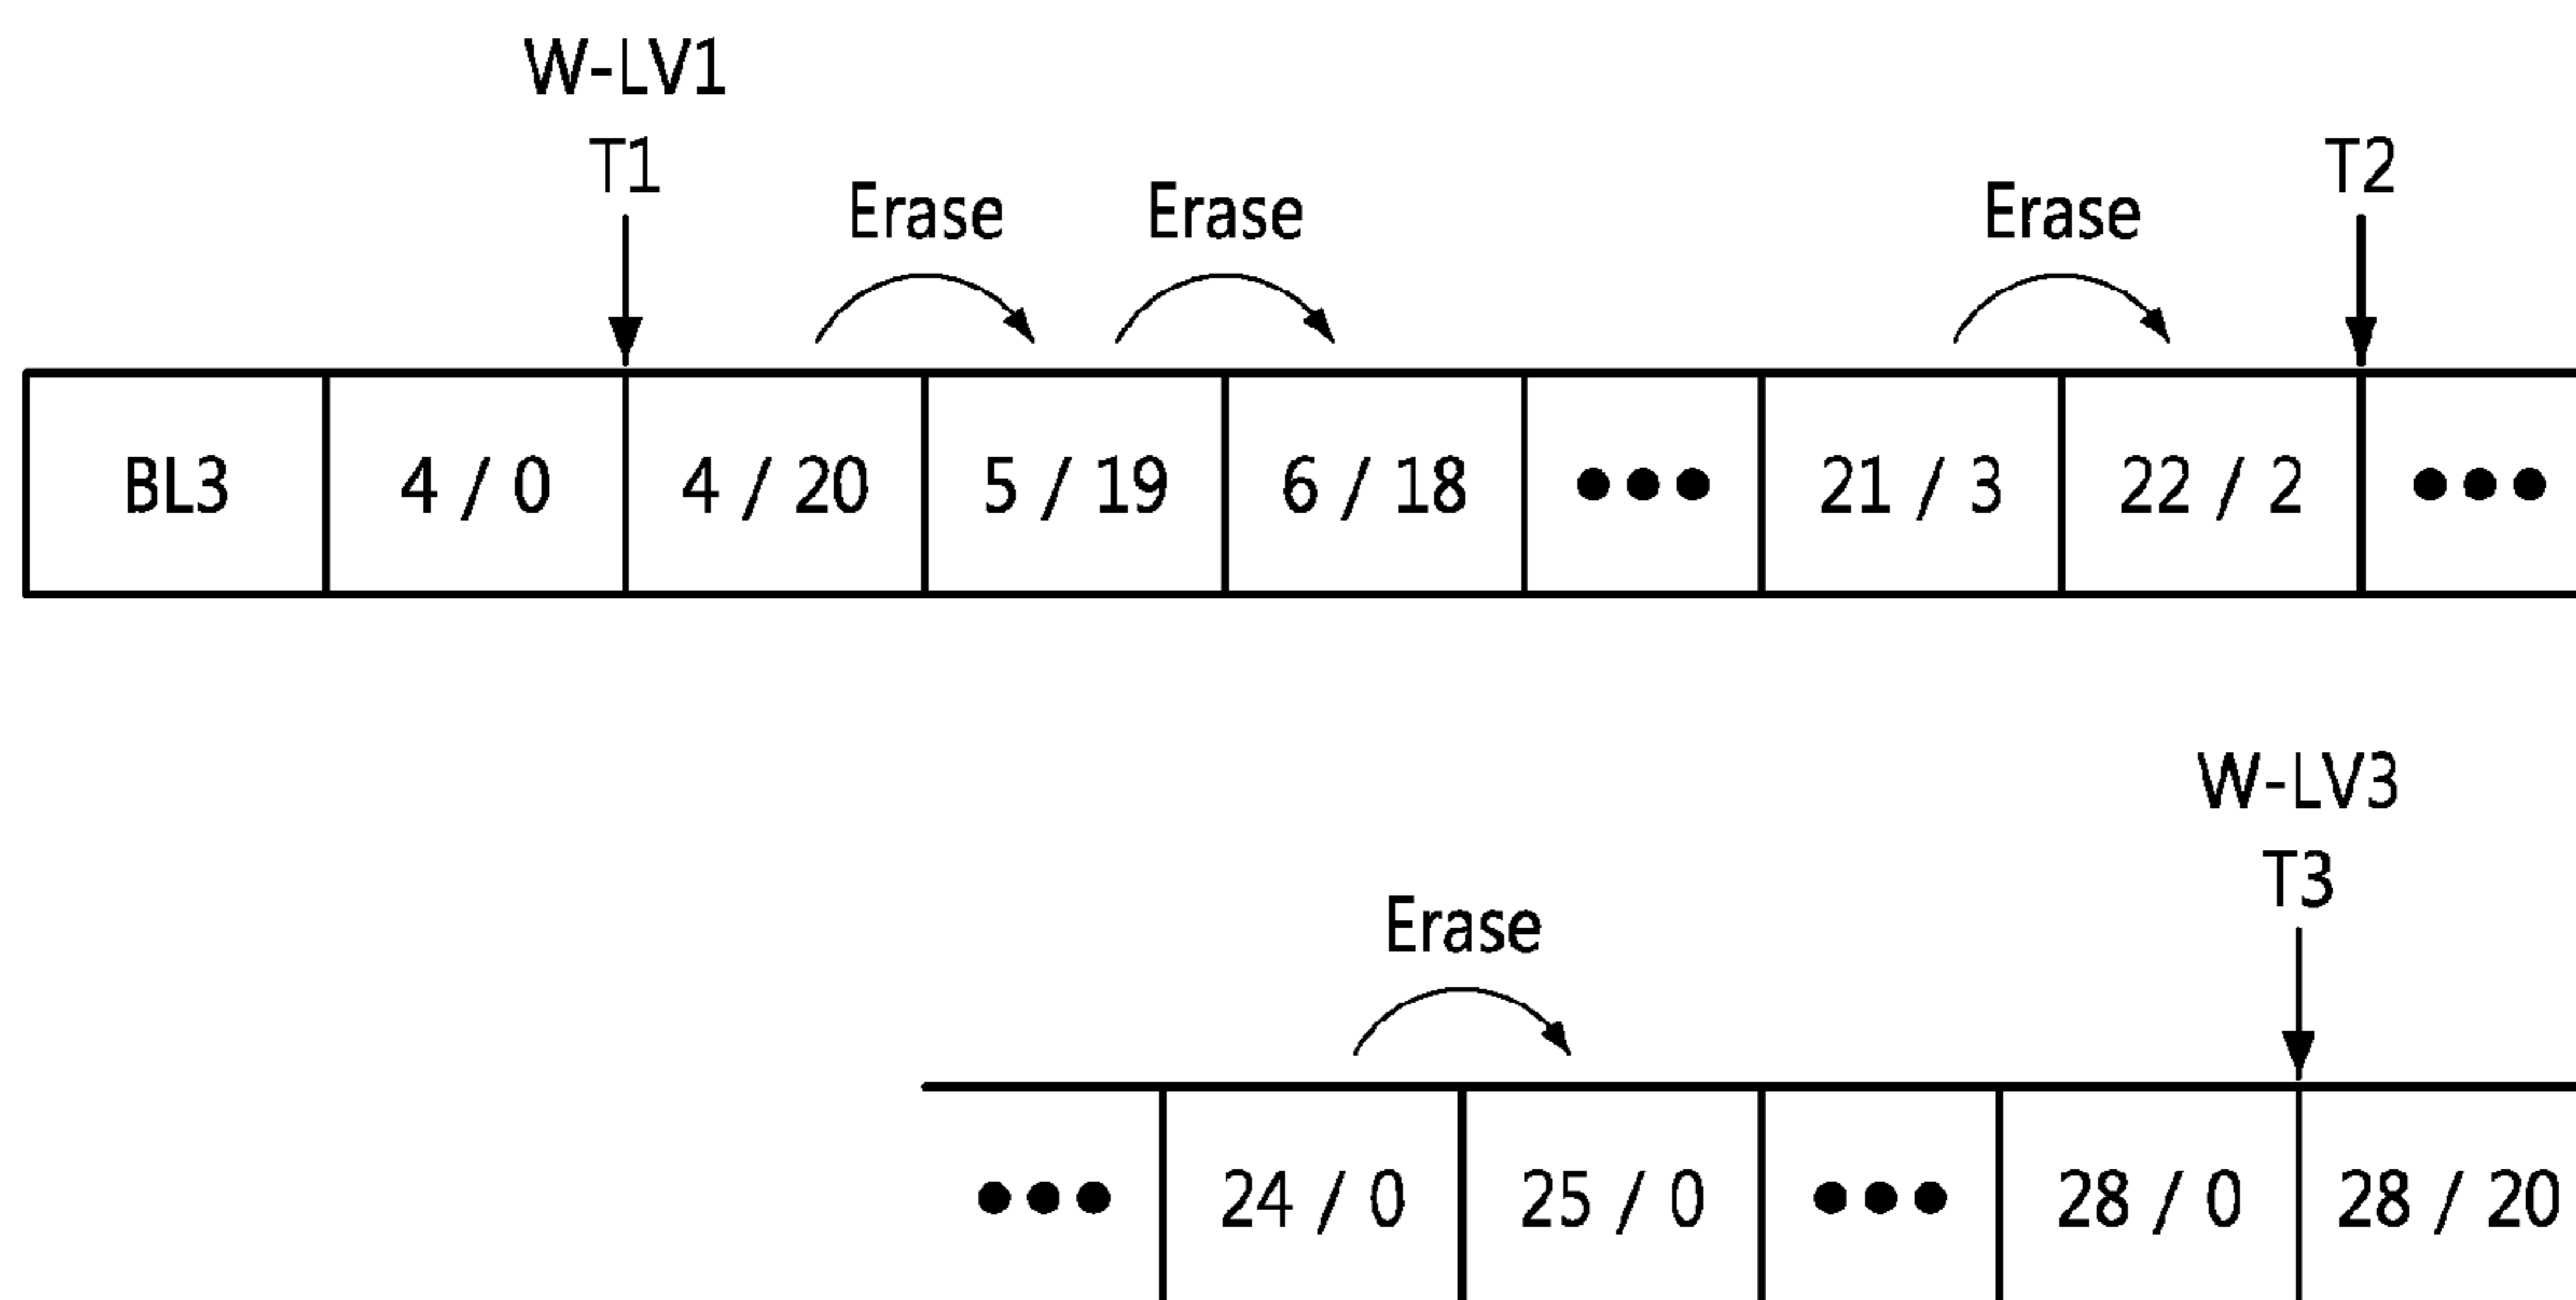 W-LV1
T1 T2
Erase Erase Erase
BL3 4 / 0 4 / 20 5 / 19 6 / 18 ●●● 21 / 3 22 / 2 ●●●
W-LV3
T3
Erase
●●● 24 / 0 25 / 0 ●●● 28 / 0 28 / 20